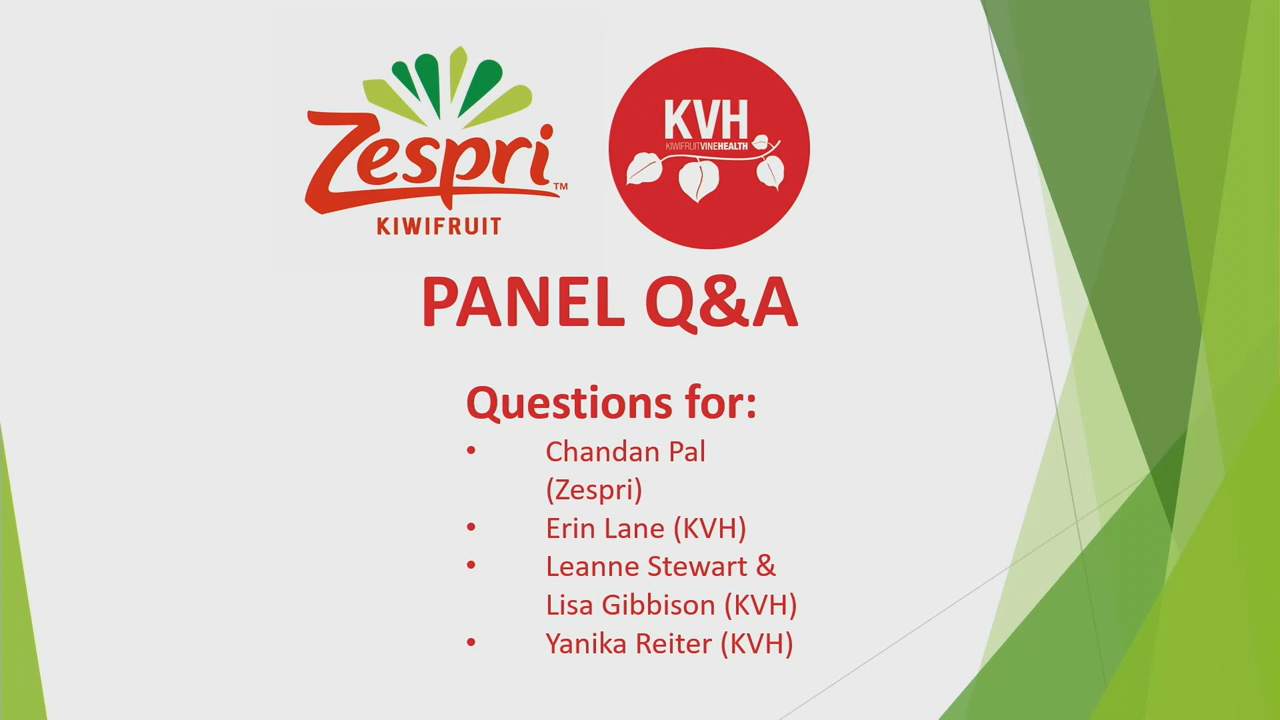 Zespri™
KIWIFRUIT
KVH
KIWIFRUITVINEHEALTH
PANEL Q&A
Questions for:
• Chandan Pal
(Zespri)
• Erin Lane (KVH)
• Leanne Stewart &
Lisa Gibbison (KVH)
• Yanika Reiter (KVH)